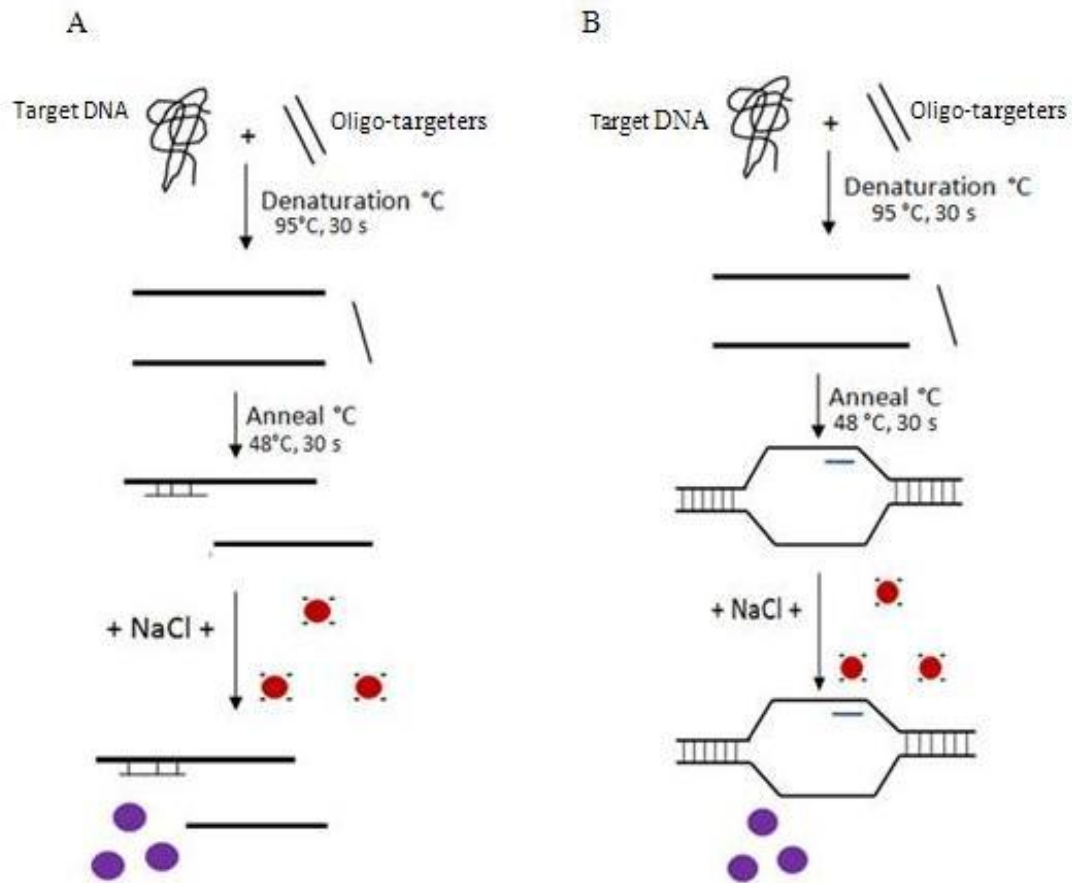 A
Target DNA
+
Oligo-targeters
Denaturation °C
95°C, 30 s
Anneal °C
48°C, 30 s
+ NaCl +
B
Target DNA
+
Oligo-targeters
Denaturation °C
95 °C, 30 s
Anneal °C
48 °C, 30 s
+ NaCl +